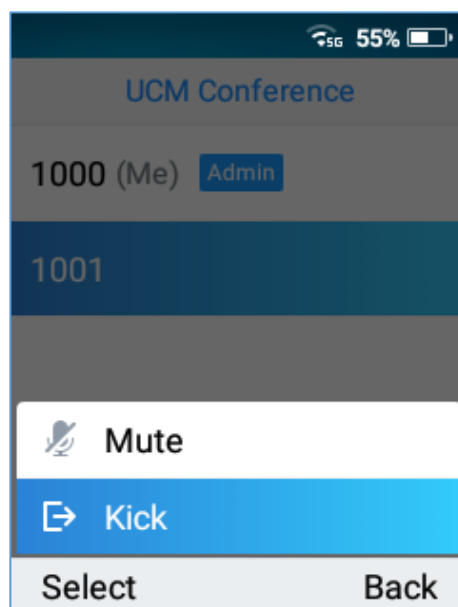 5G 55%
UCM Conference
1000 (Me) Admin
1001
Mute
Kick
Select Back